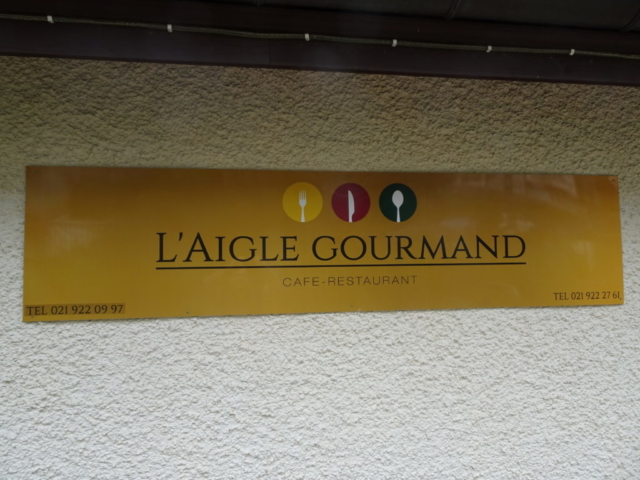 L'AIGLE GOURMAND
CAFE-RESTAURANT
TEL 021 922 09 97
TEL 021 922 27 61